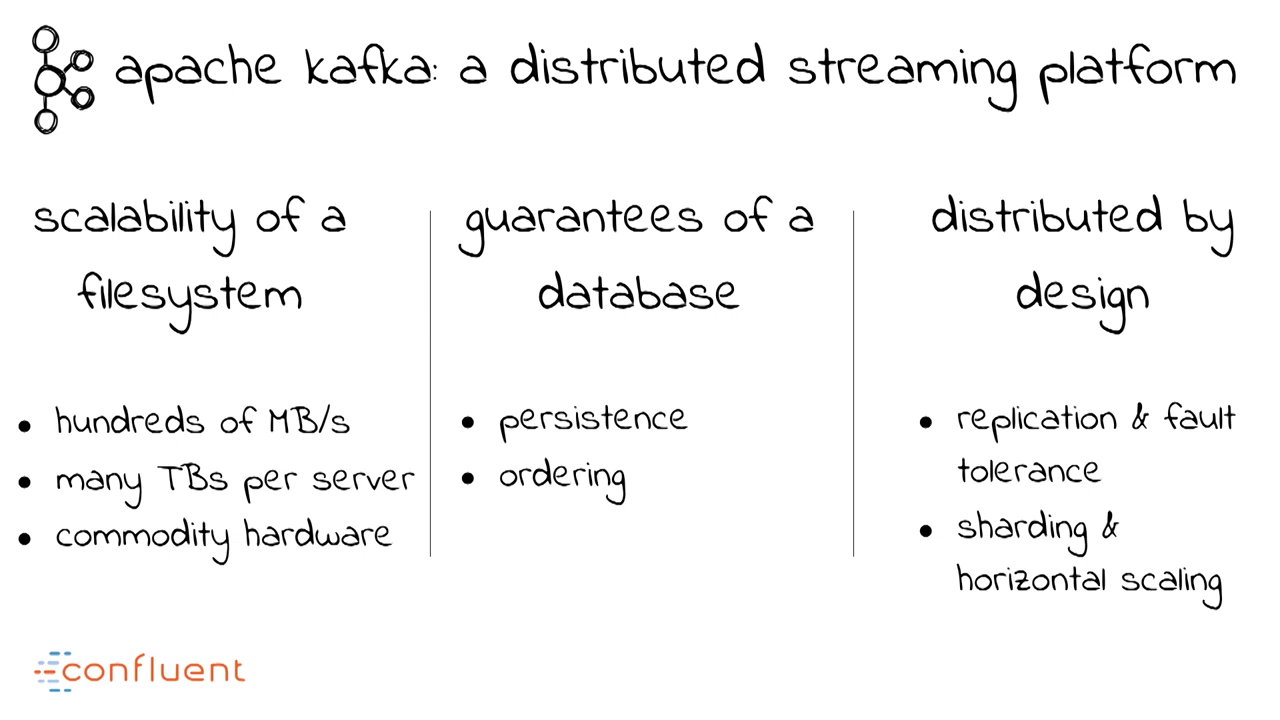 apache kafka: a distributed streaming platform
scalability of a
filesystem
• hundreds of MB/s
• many TBs per server
• commodity hardware
guarantees of a
database
• persistence
• ordering
distributed by
design
• replication & fault
tolerance
• sharding &
horizontal scaling
confluent